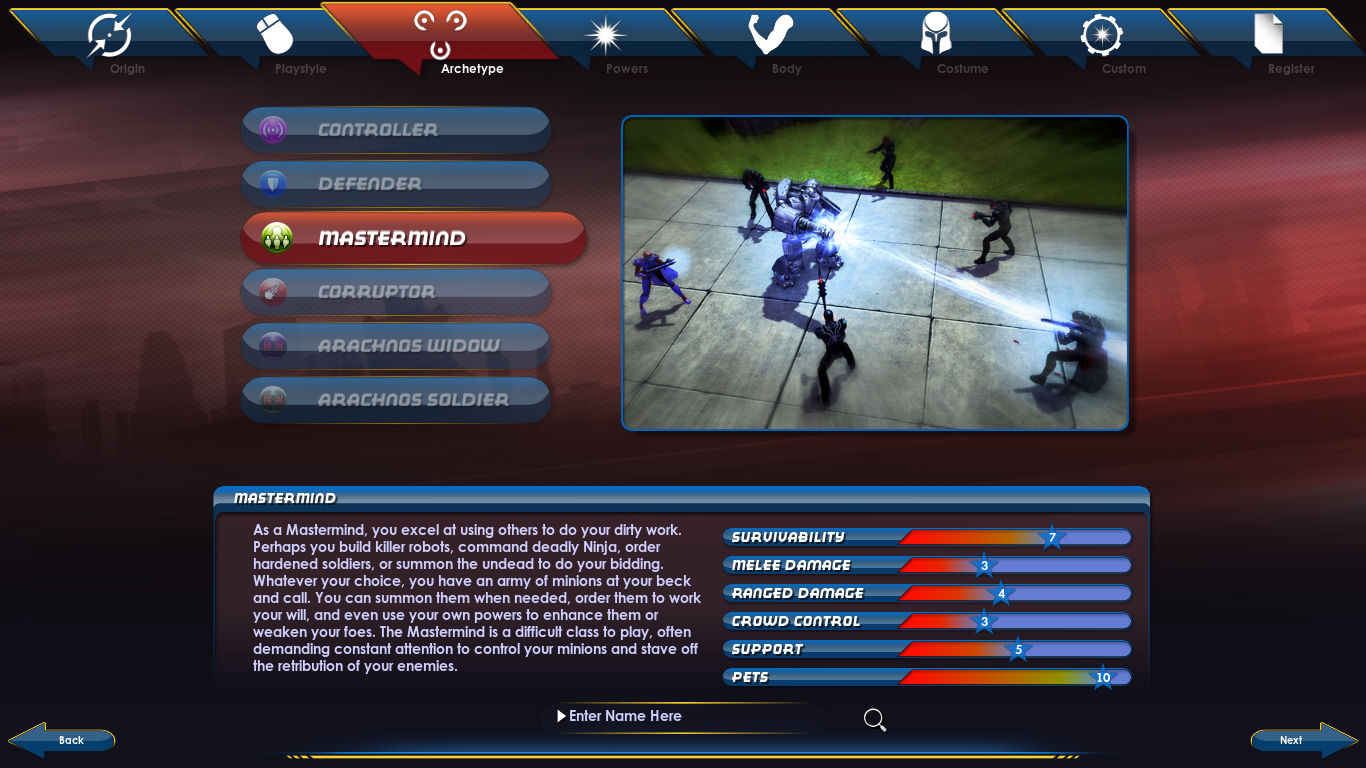 Origin
Playstyle
Archetype
Powers
Body
Costume
Custom
Register
CONTROLLER
DEFENDER
MASTERMIND
CORRUPTOR
ARACHNOS WIDOW
ARACHNOS SOLDIER
MASTERMIND
As a Mastermind, you excel at using others to do your dirty work.
Perhaps you build killer robots, command deadly Ninja, order
hardened soldiers, or summon the undead to do your bidding.
Whatever your choice, you have an army of minions at your beck
and call. You can summon them when needed, order them to work
your will, and even use your own powers to enhance them or
weaken your foes. The Mastermind is a difficult class to play, often
demanding constant attention to control your minions and stave off
the retribution of your enemies.
SURVIVABILITY 7
MELEE DAMAGE 3
RANGED DAMAGE 4
CROWD CONTROL 3
SUPPORT 5
PETS 10
Enter Name Here
Back
Next